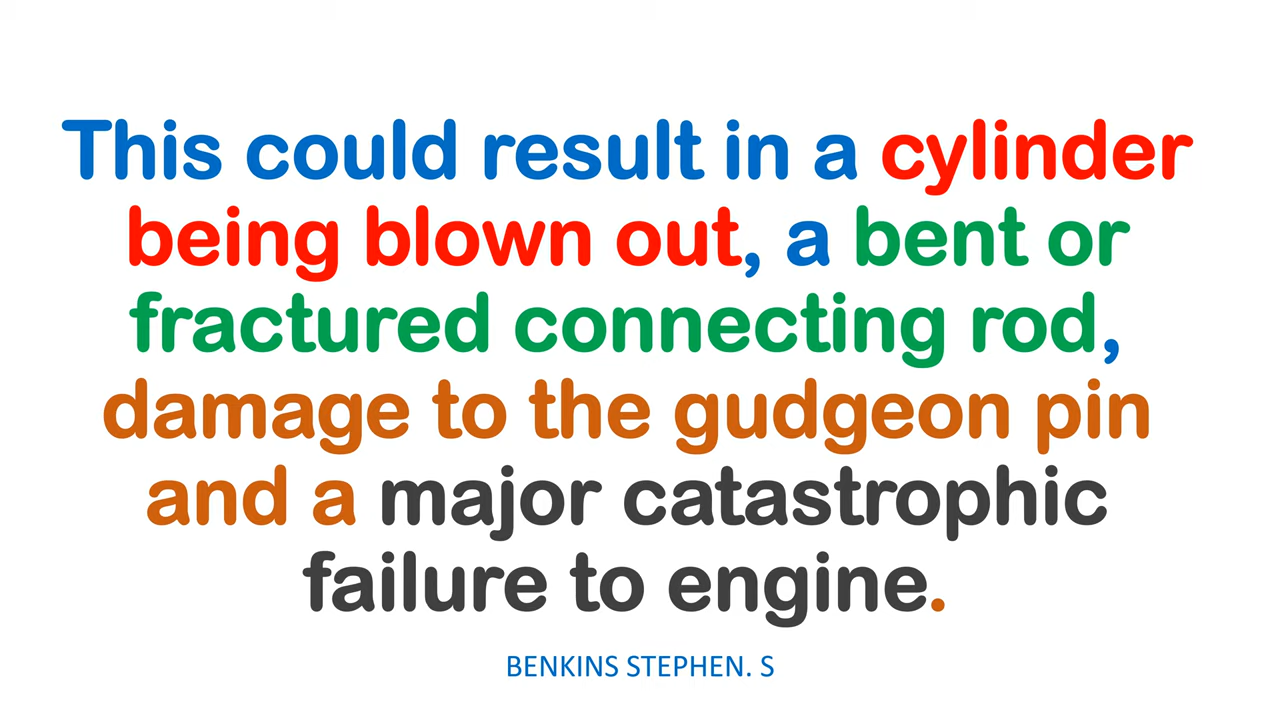 This could result in a cylinder
being blown out, a bent or
fractured connecting rod,
damage to the gudgeon pin
and a major catastrophic
failure to engine.
BENKINS STEPHEN. S